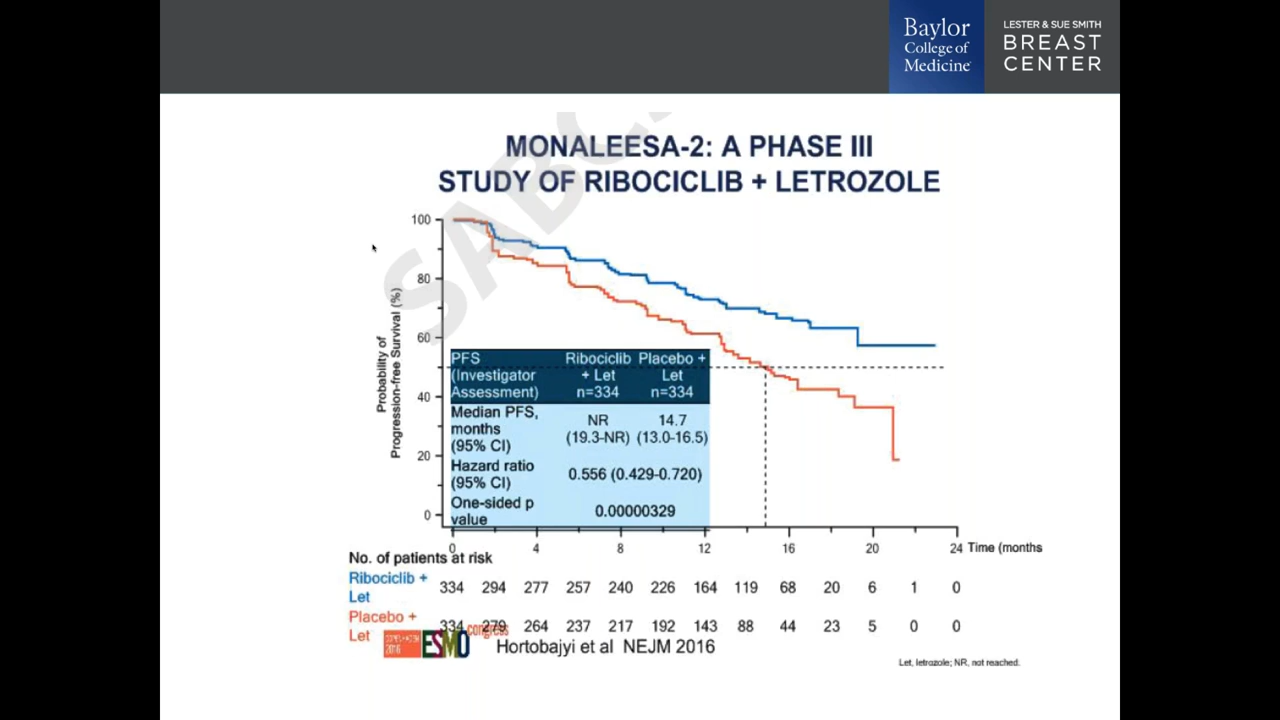 Baylor
College of
Medicine
LESTER & SUE SMITH
BREAST
CENTER
SABCS
MONALEESA-2: A PHASE III
STUDY OF RIBOCICLIB + LETROZOLE
Probability of
Progression-free Survival (%)
100
80
60
40
20
0
PFS
(Investigator
Assessment)
Ribociclib
+ Let
n=334
Placebo +
Let
n=334
Median PFS,
months
(95% CI)
NR
(19.3-NR)
14.7
(13.0-16.5)
Hazard ratio
(95% CI)
0.556 (0.429-0.720)
One-sided p
value
0.00000329
0 4 8 12 16 20 24 Time (months
No. of patients at risk
Ribociclib +
Let
334 294 277 257 240 226 164 119 68 20 6 1 0
Placebo +
Let
334 279 264 237 217 192 143 88 44 23 5 0 0
2016
ESMO
congress
Hortobajyi et al NEJM 2016
Let, letrozole; NR, not reached.